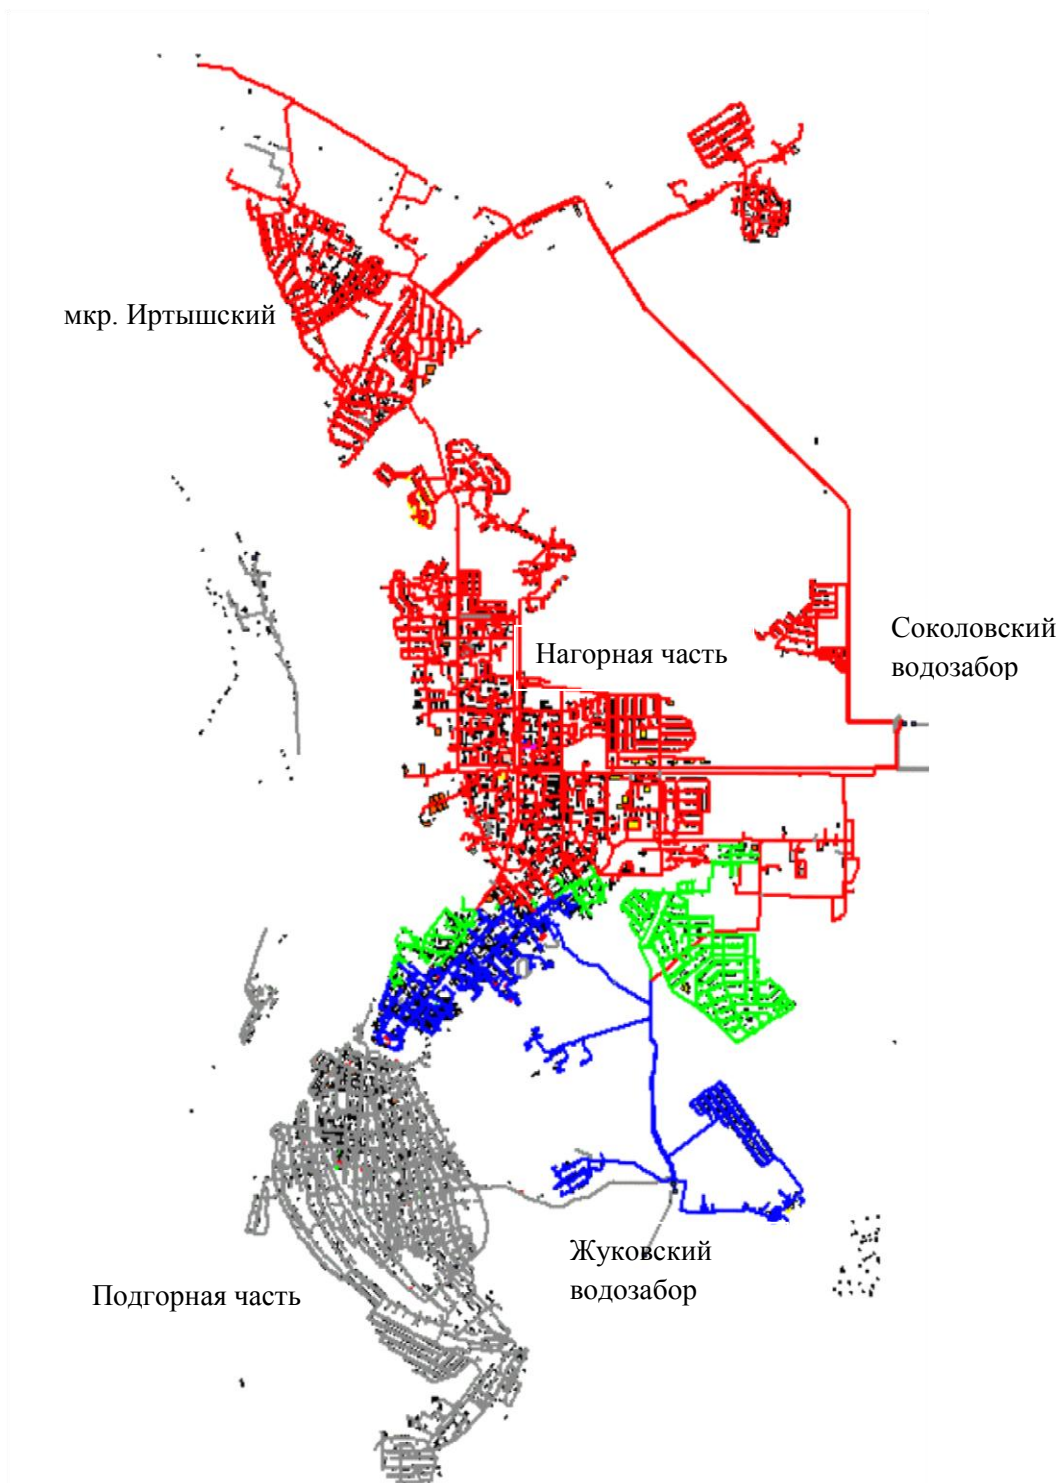 мкр. Иртышский
Соколовский
водозабор
Нагорная часть
Жуковский
водозабор
Подгорная часть